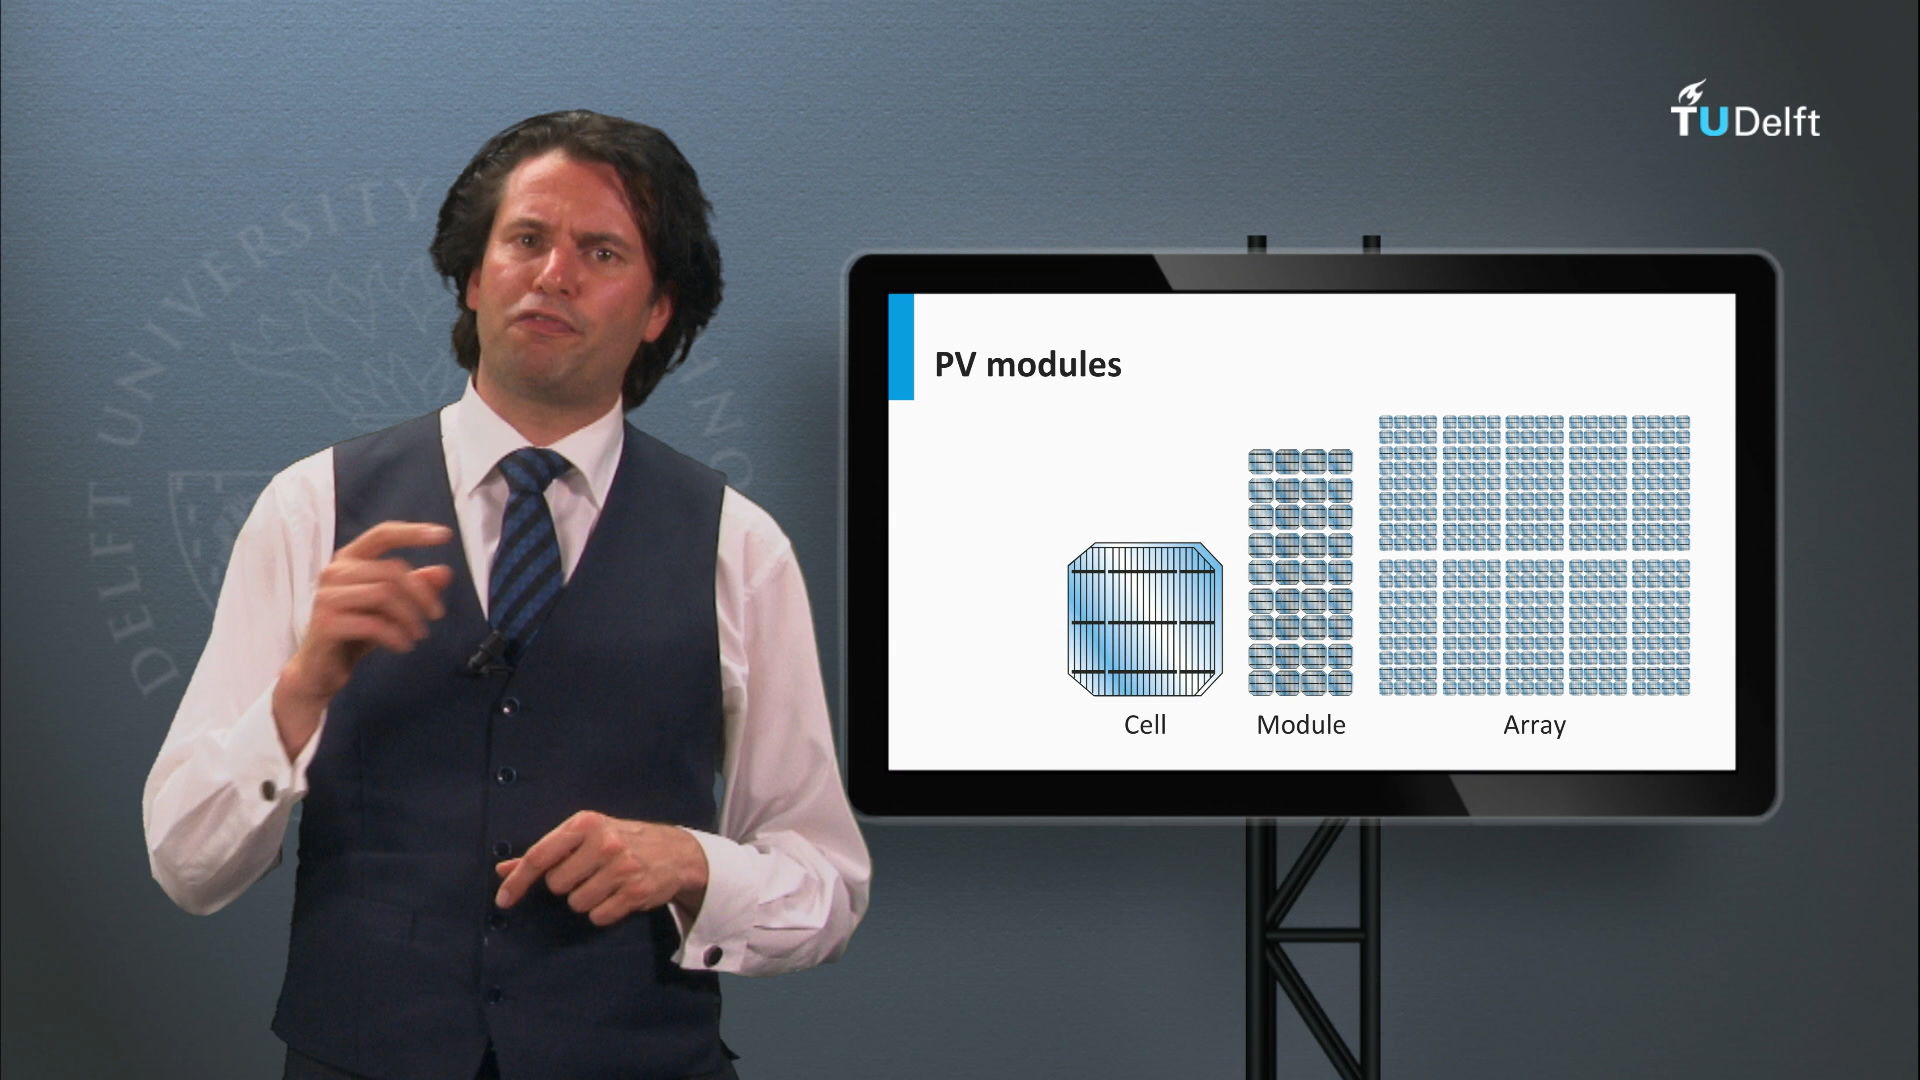 TUDelft
DELFT UNIVERSITY
PV modules
Cell
Module
Array